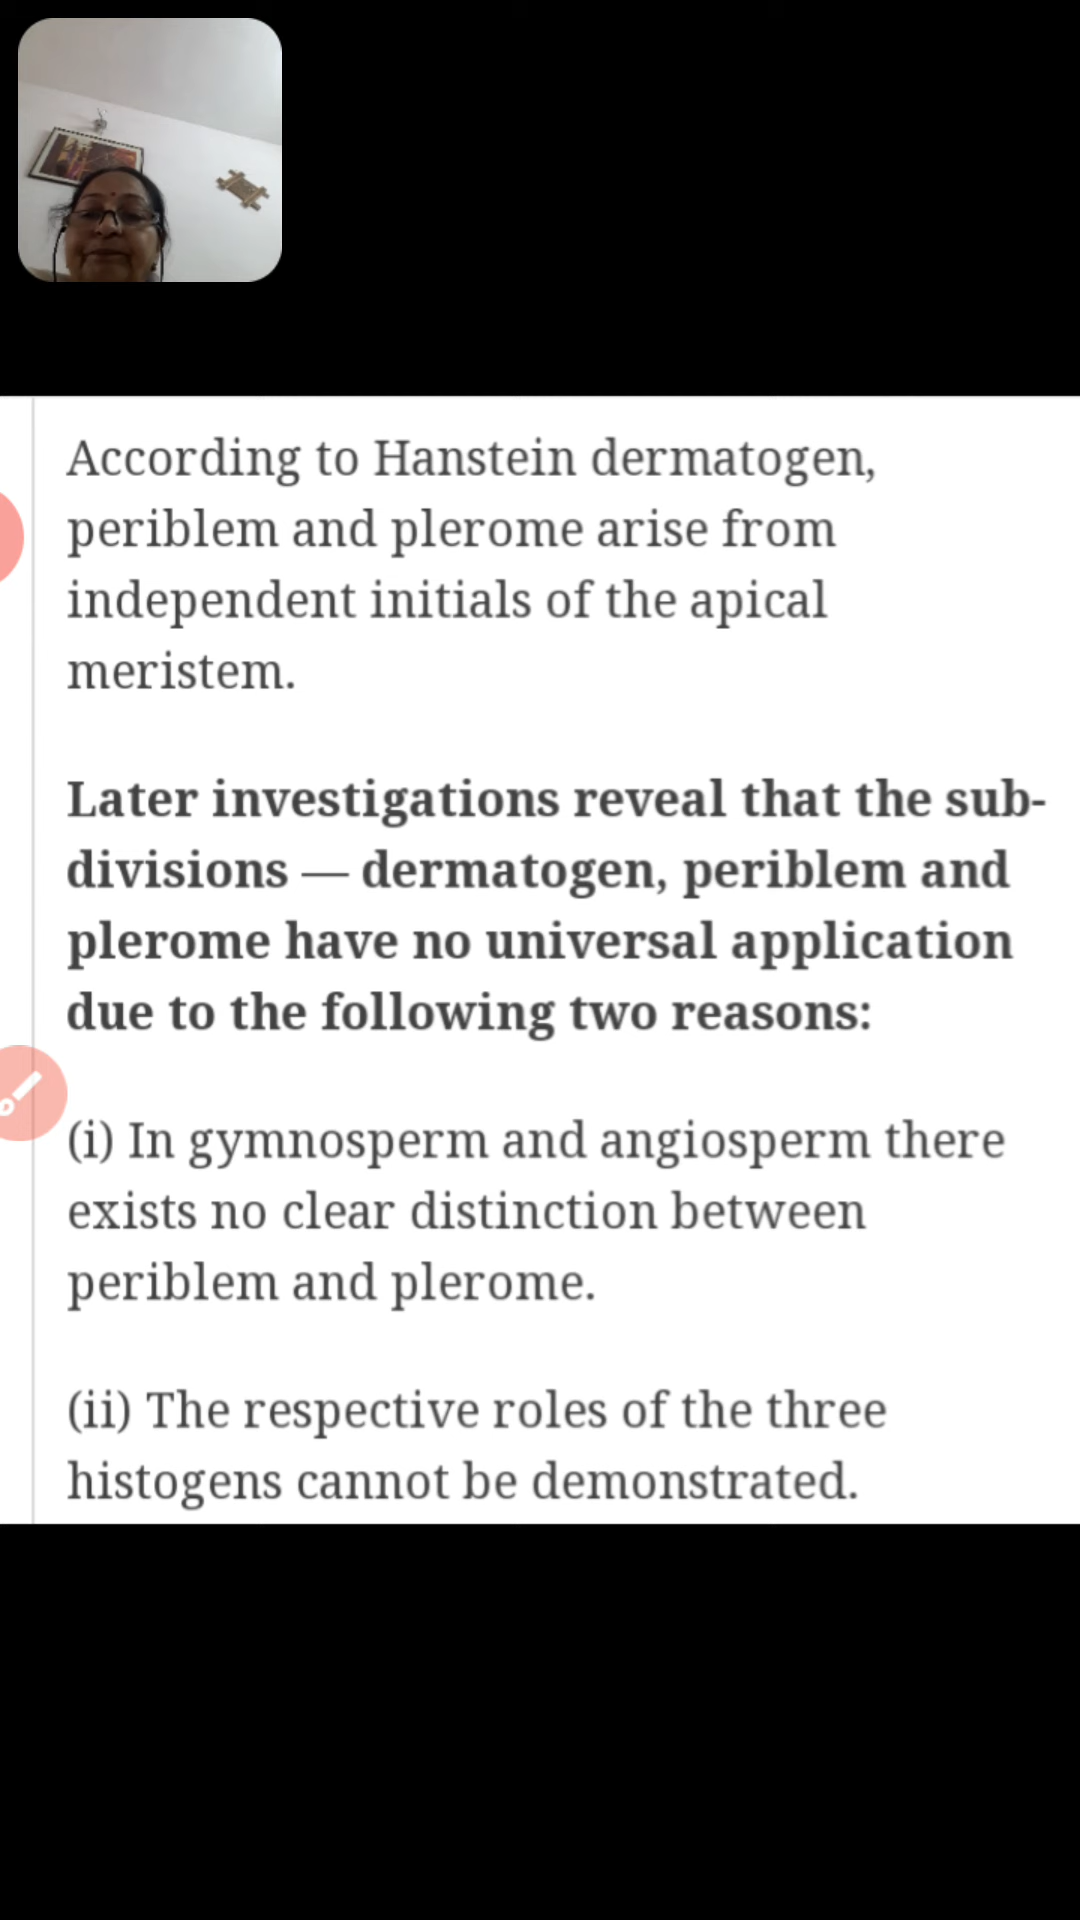 According to Hanstein dermatogen,
periblem and plerome arise from
independent initials of the apical
meristem.
Later investigations reveal that the sub-
divisions — dermatogen, periblem and
plerome have no universal application
due to the following two reasons:
(i) In gymnosperm and angiosperm there
exists no clear distinction between
periblem and plerome.
(ii) The respective roles of the three
histogens cannot be demonstrated.